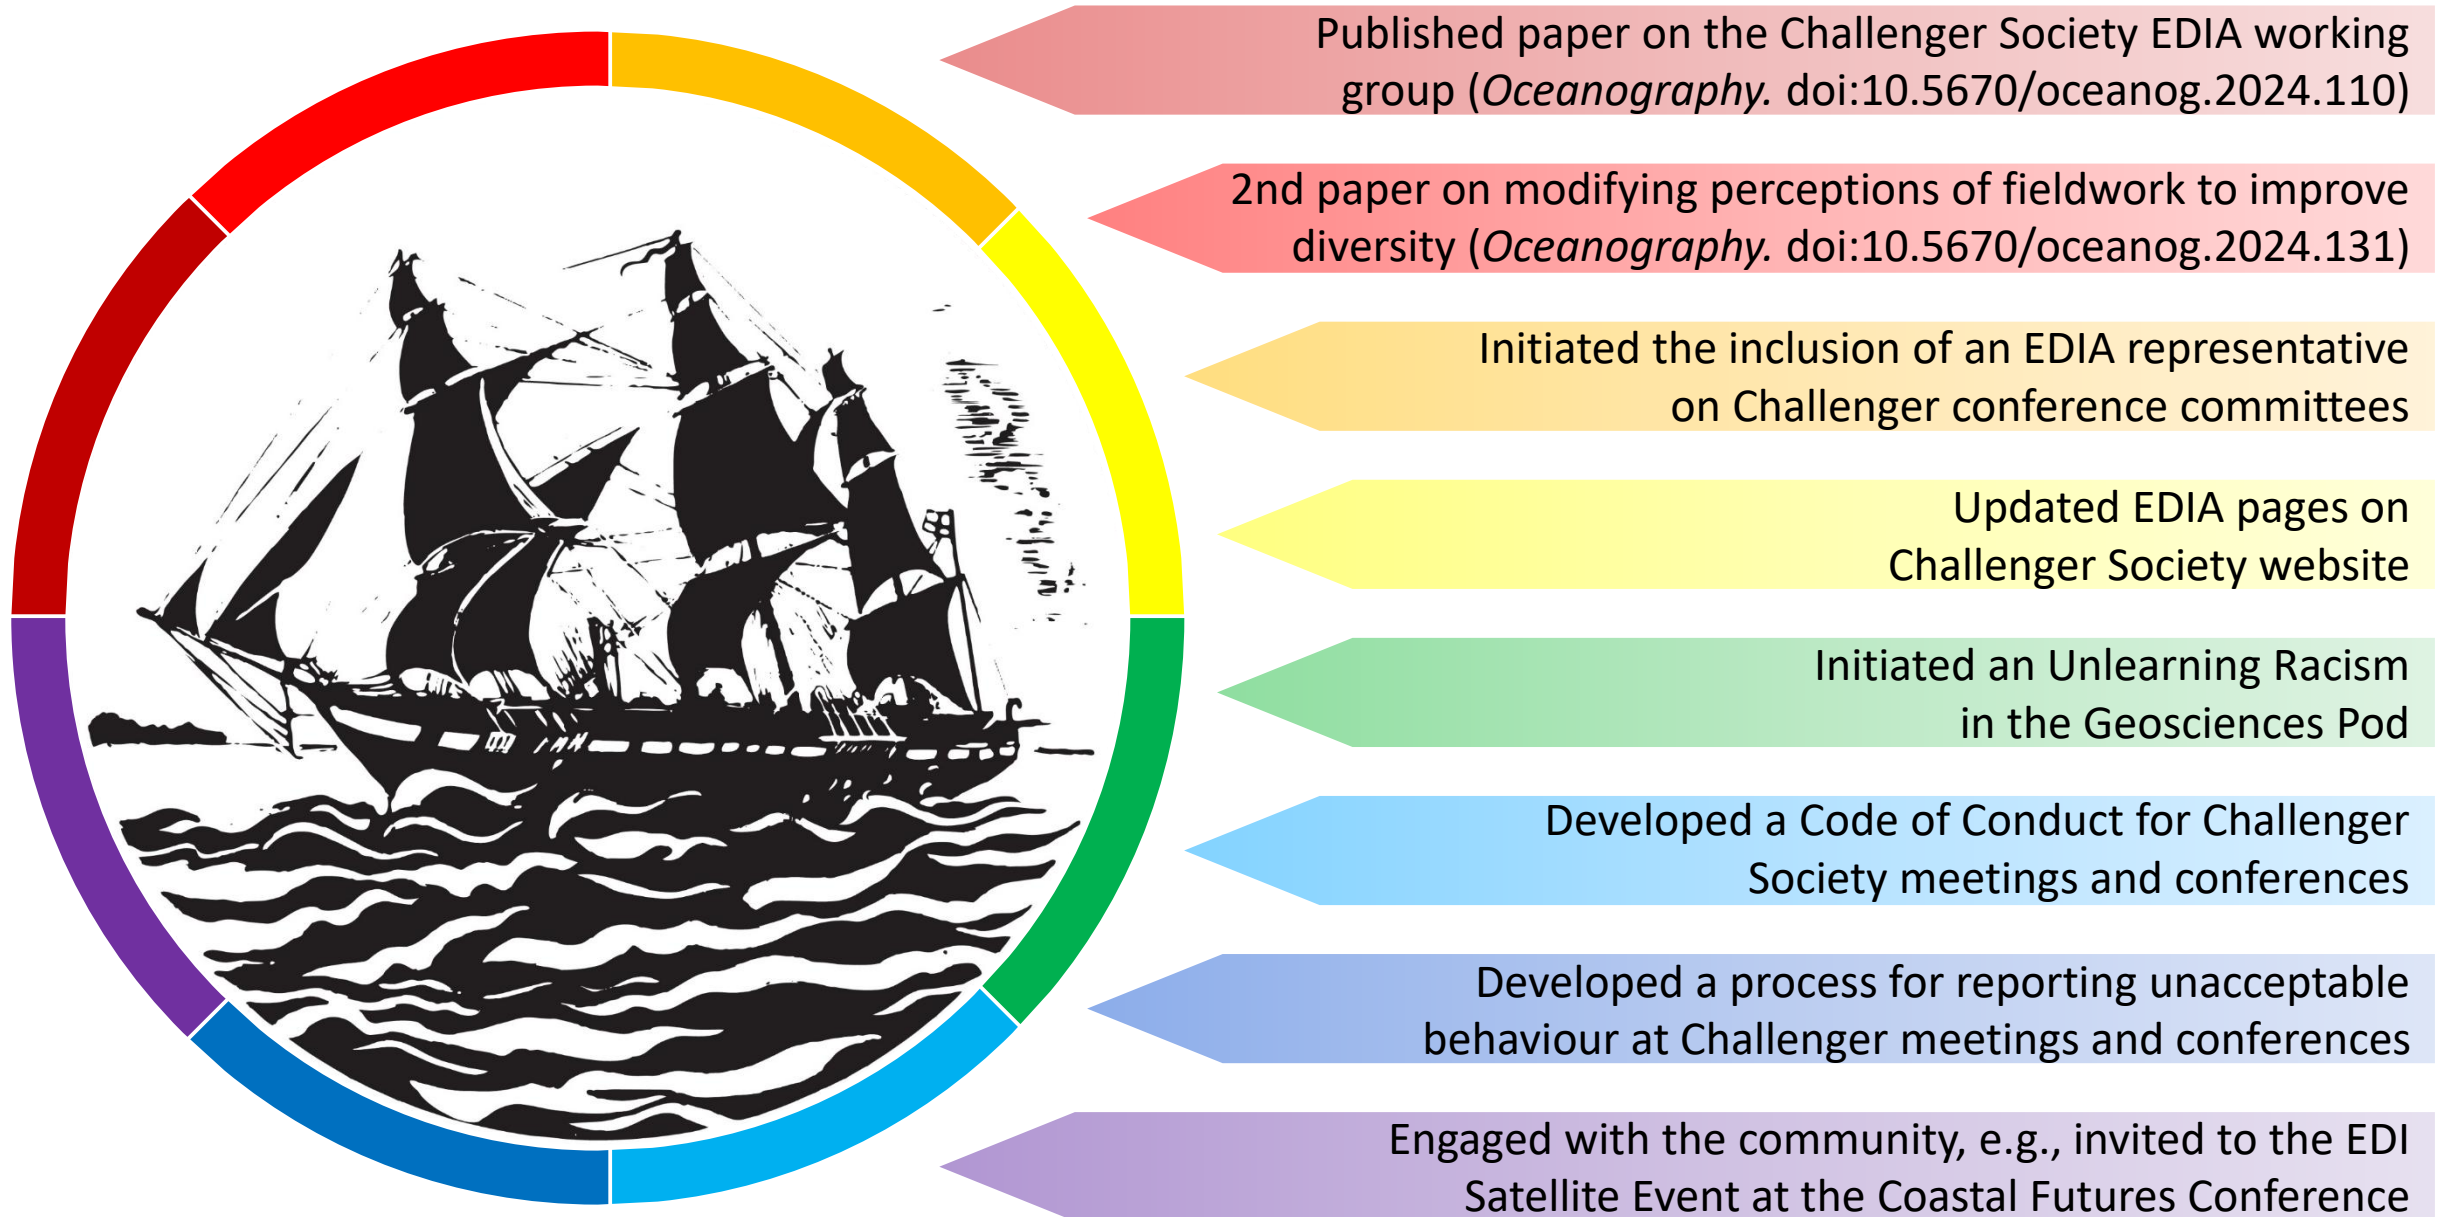 Published paper on the Challenger Society EDIA working
group (Oceanography. doi:10.5670/oceanog.2024.110)
2nd paper on modifying perceptions of fieldwork to improve
diversity (Oceanography. doi:10.5670/oceanog.2024.131)
Initiated the inclusion of an EDIA representative
on Challenger conference committees
Updated EDIA pages on
Challenger Society website
Initiated an Unlearning Racism
in the Geosciences Pod
Developed a Code of Conduct for Challenger
Society meetings and conferences
Developed a process for reporting unacceptable
behaviour at Challenger meetings and conferences
Engaged with the community, e.g., invited to the EDI
Satellite Event at the Coastal Futures Conference